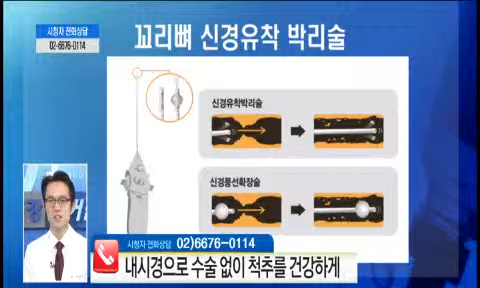 시청자 전화상담
02-6676-0114
꼬리뼈 신경유착 박리술
신경유착박리술
신경풍선확장술
시청자 전화상담 02)6676-0114
내시경으로 수술 없이 척추를 건강하게